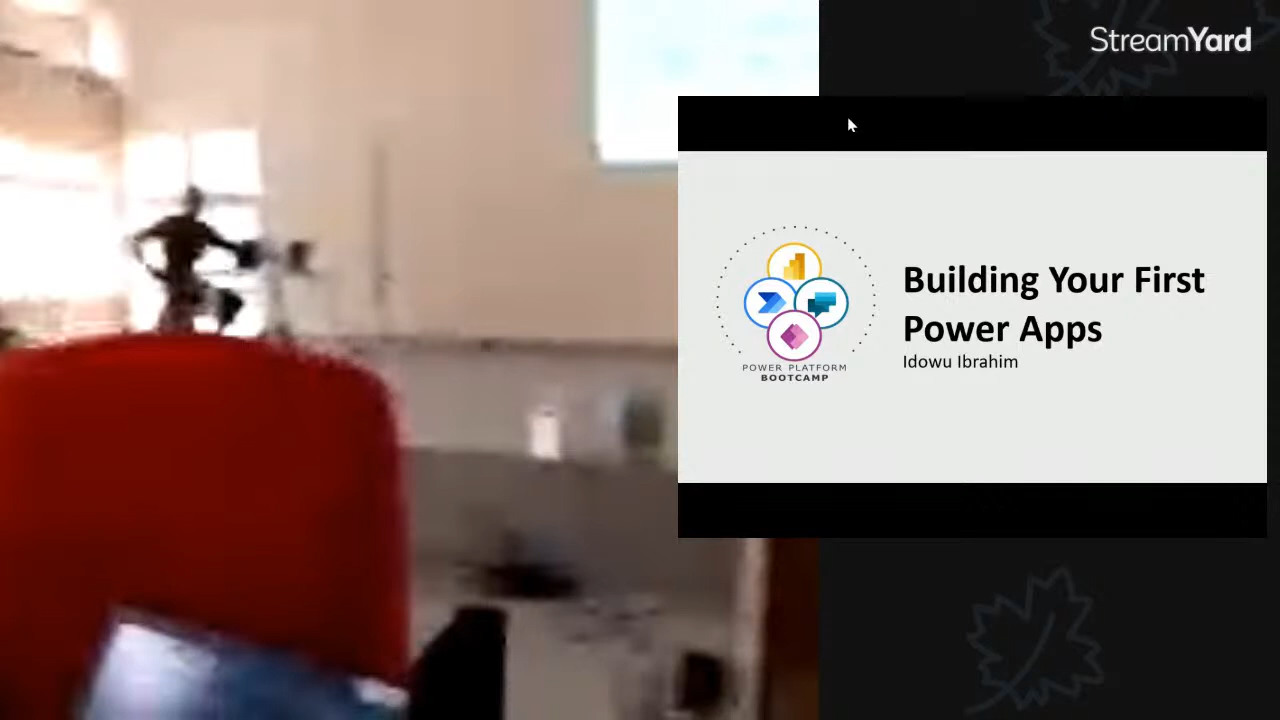 StreamYard
Building Your First
Power Apps
Idowu Ibrahim
POWER PLATFORM
BOOTCAMP